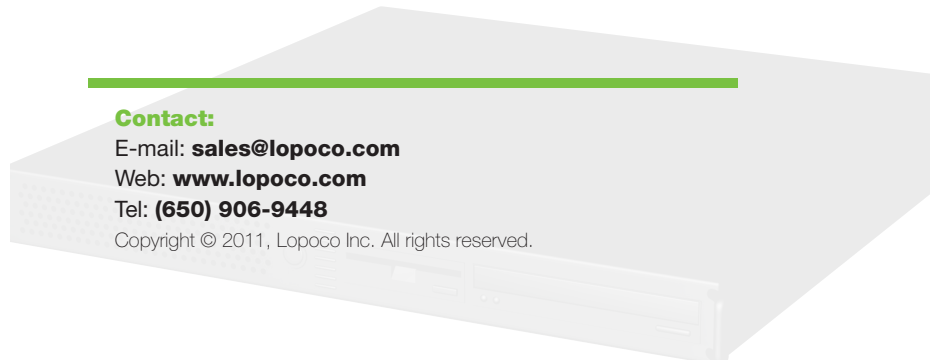 Contact:
E-mail: sales@lopoco.com
Web: www.lopoco.com
Tel: (650) 906-9448
Copyright © 2011, Lopoco Inc. All rights reserved.